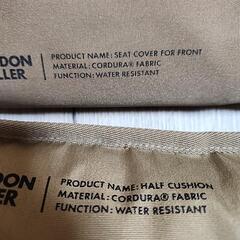 DON
LLER
PRODUCT NAME: SEAT COVER FOR FRONT
MATERIAL: CORDURA® FABRIC
FUNCTION: WATER RESISTANT
DON
LER
PRODUCT NAME: HALF CUSHION
MATERIAL: CORDURA® FABRIC
FUNCTION: WATER RESISTANT